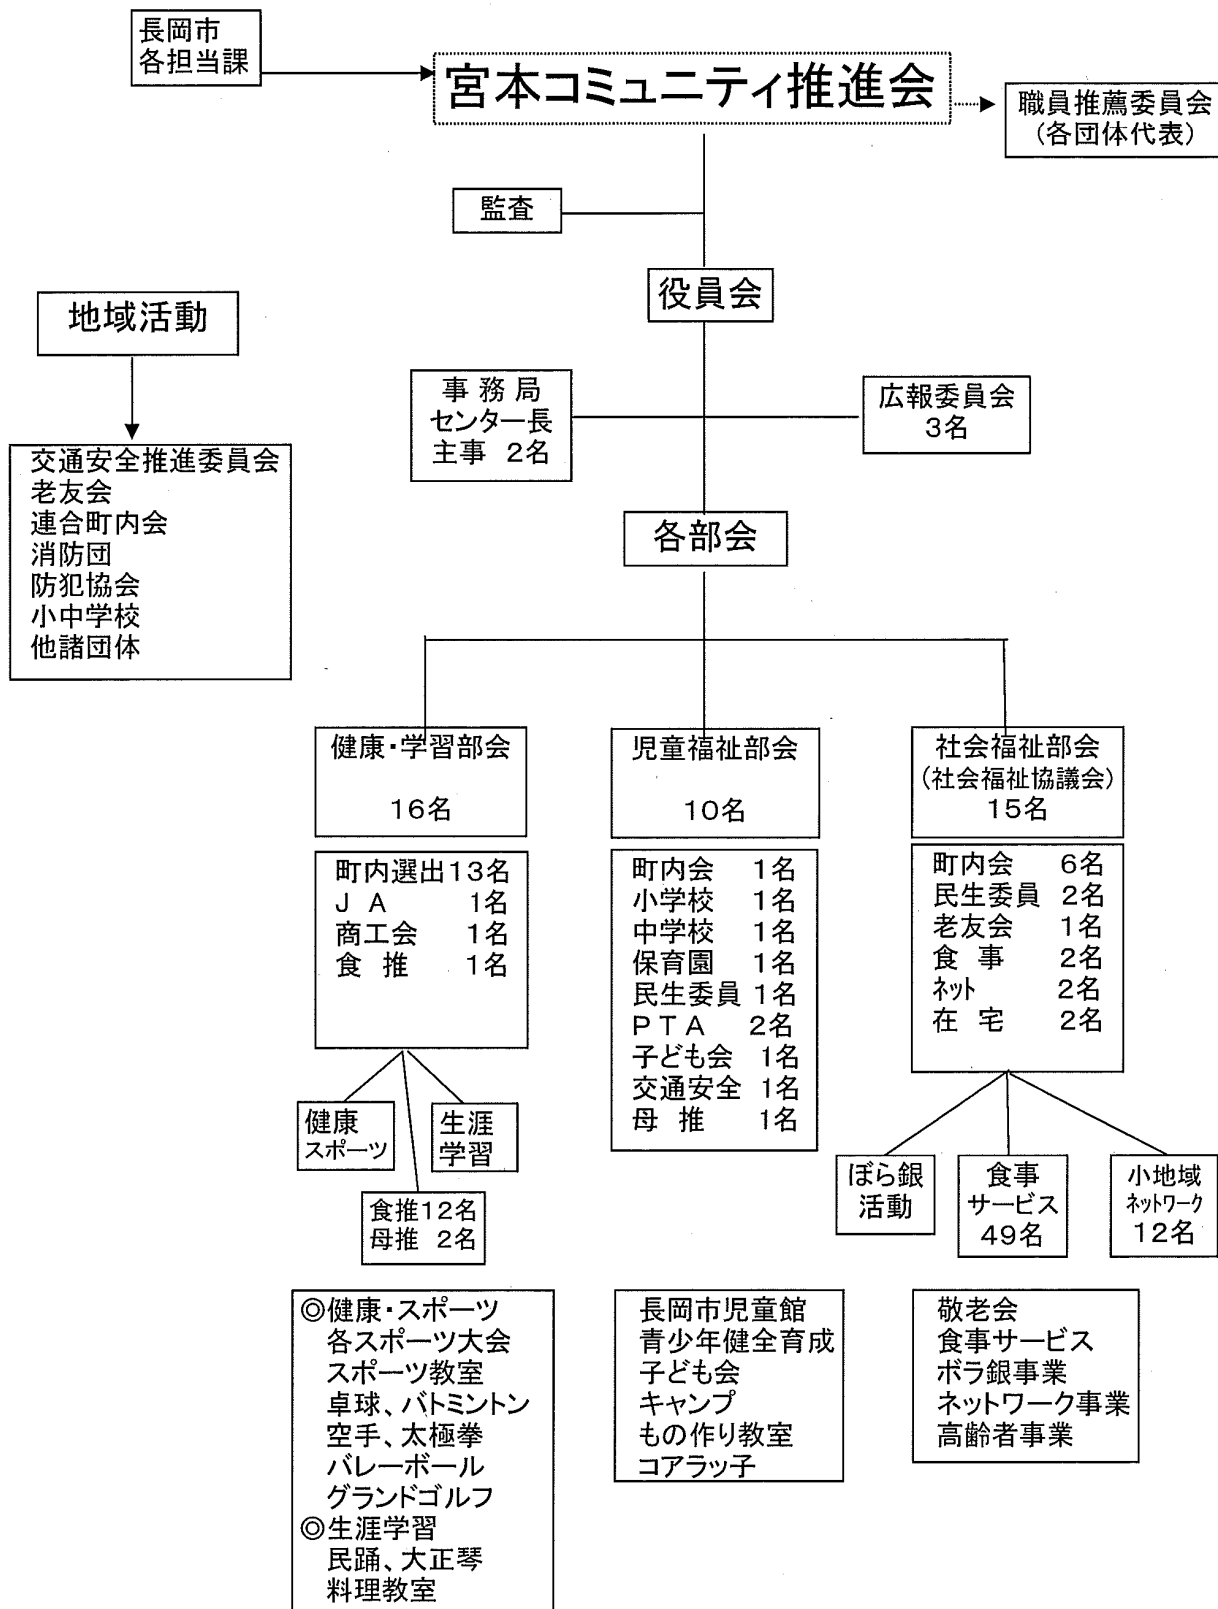 長岡市
各担当課
宮本コミュニティ推進会
職員推薦委員会
(各団体代表)
監査
役員会
地域活動
事務局
センター長
主事 2名
広報委員会
3名
交通安全推進委員会
老友会
連合町内会
消防団
防犯協会
小中学校
他諸団体
各部会
健康・学習部会
16名
児童福祉部会
10名
社会福祉部会
(社会福祉協議会)
15名
町内選出13名
JA 1名
商工会 1名
食推 1名
町内会 1名
小学校 1名
中学校 1名
保育園 1名
民生委員 1名
PTA 2名
子ども会 1名
交通安全 1名
母推 1名
町内会 6名
民生委員 2名
老友会 1名
食事 2名
ネット 2名
在宅 2名
健康
スポーツ
生涯
学習
食推12名
母推 2名
ぼら銀
活動
食事
サービス
49名
小地域
ネットワーク
12名
◎健康・スポーツ
各スポーツ大会
スポーツ教室
卓球、バトミントン
空手、太極拳
バレーボール
グランドゴルフ
◎生涯学習
民踊、大正琴
料理教室
長岡市児童館
青少年健全育成
子ども会
キャンプ
もの作り教室
コアラッ子
敬老会
食事サービス
ボラ銀事業
ネットワーク事業
高齢者事業